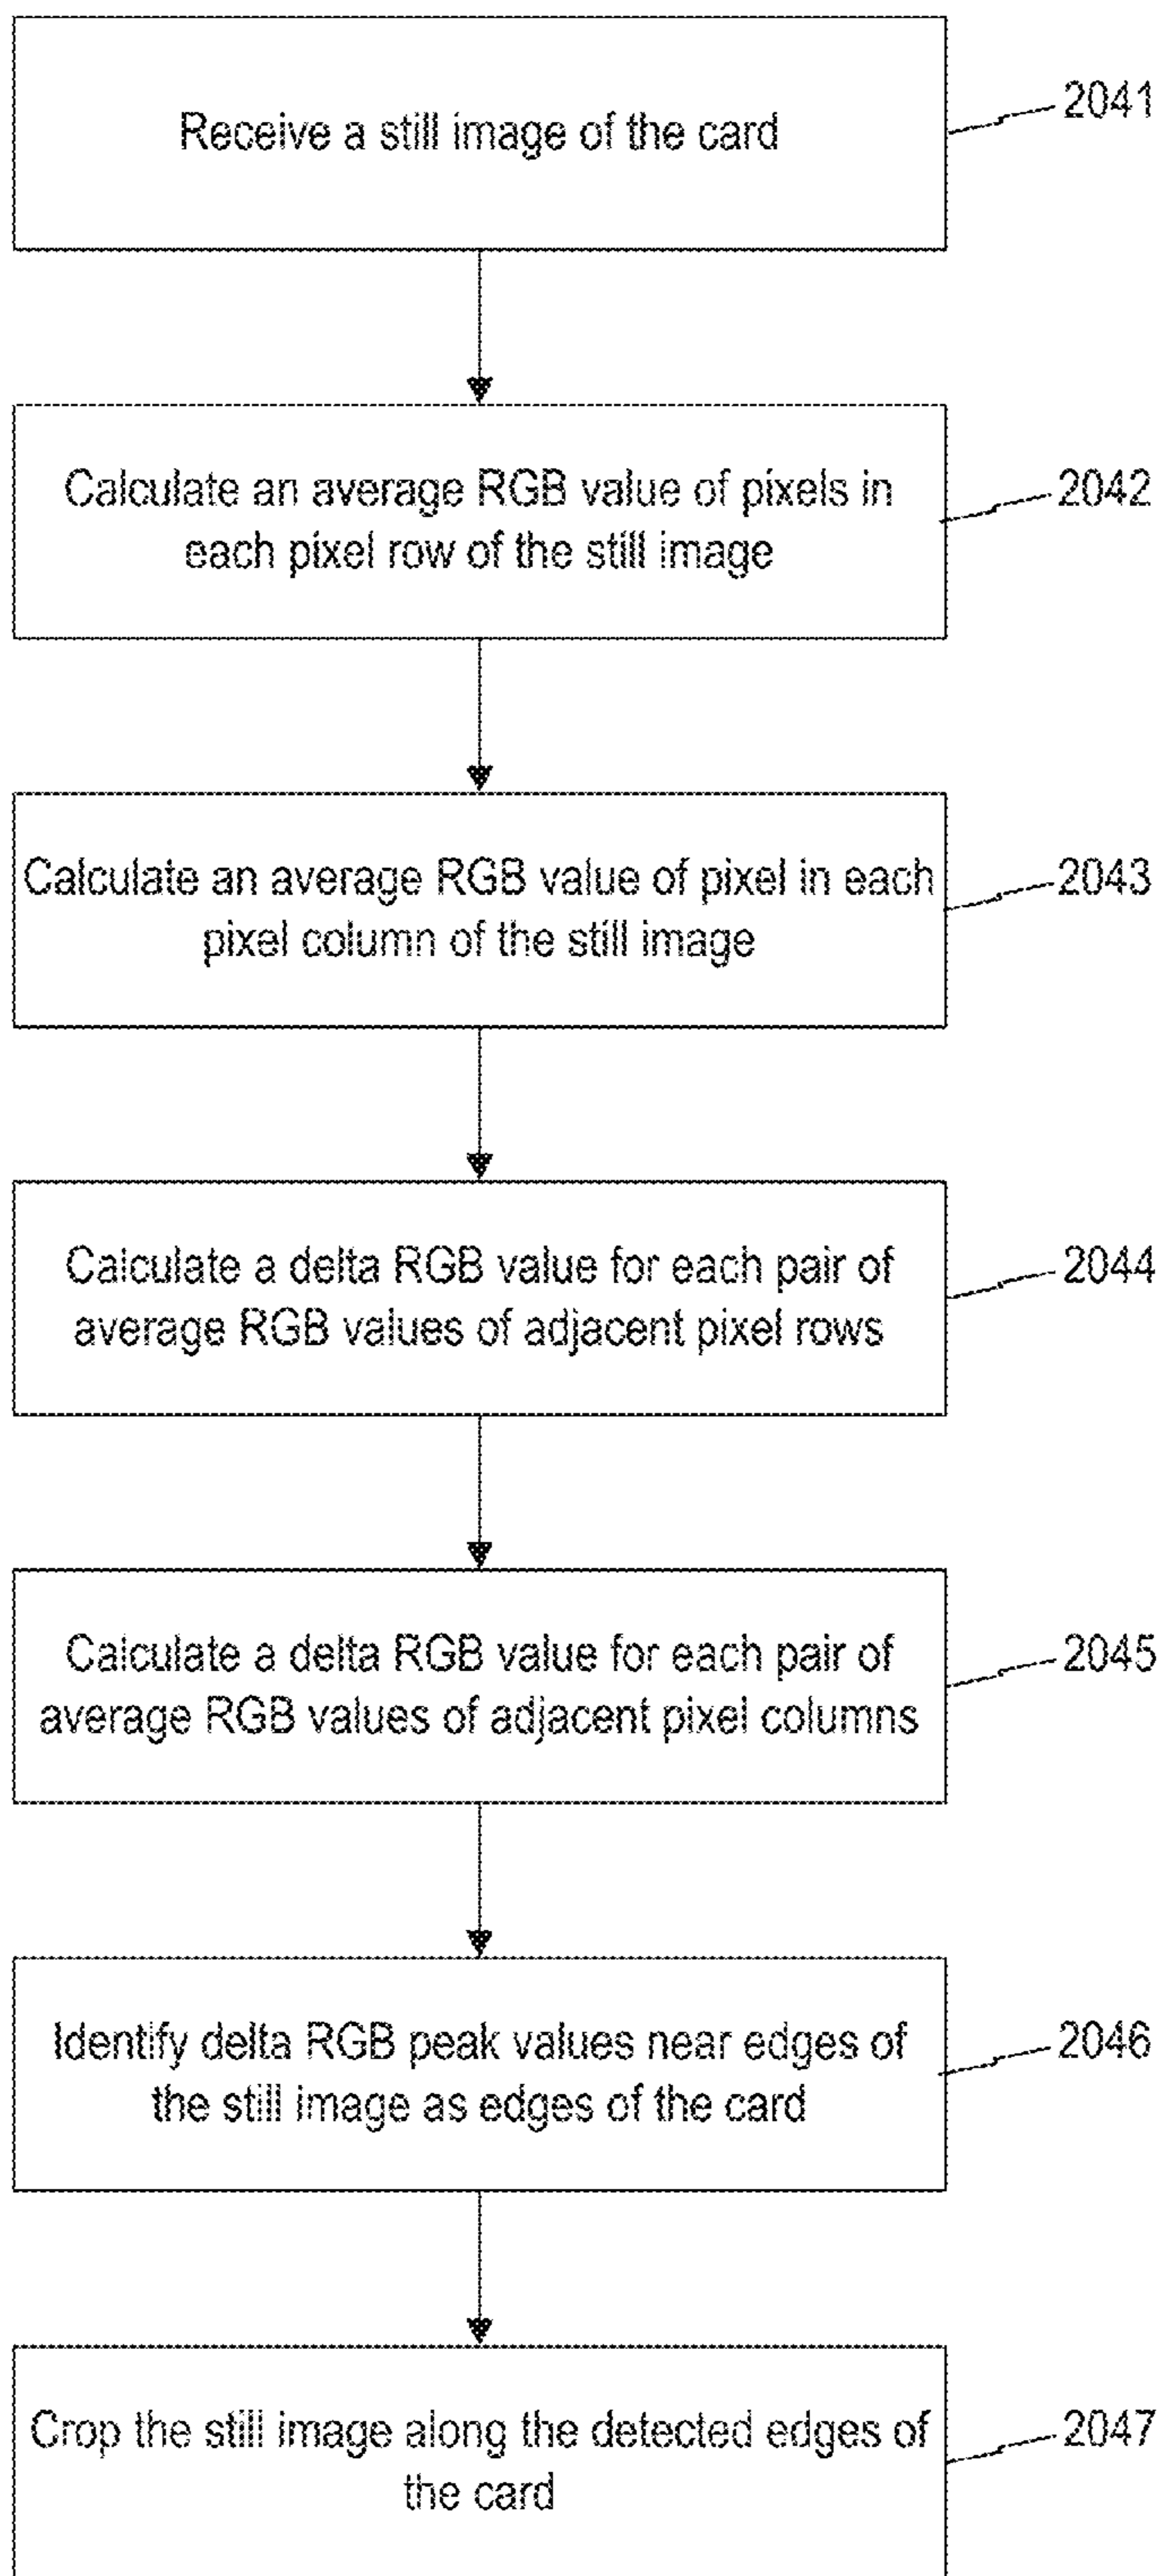 Receive a still image of the card
2041
Calculate an average RGB value of pixels in
each pixel row of the still image
2042
Calculate an average RGB value of pixel in each
pixel column of the still image
2043
Calculate a delta RGB value for each pair of
average RGB values of adjacent pixel rows
2044
Calculate a delta RGB value for each pair of
average RGB values of adjacent pixel columns
2045
Identify delta RGB peak values near edges of
the still image as edges of the card
2046
Crop the still image along the detected edges of
the card
2047